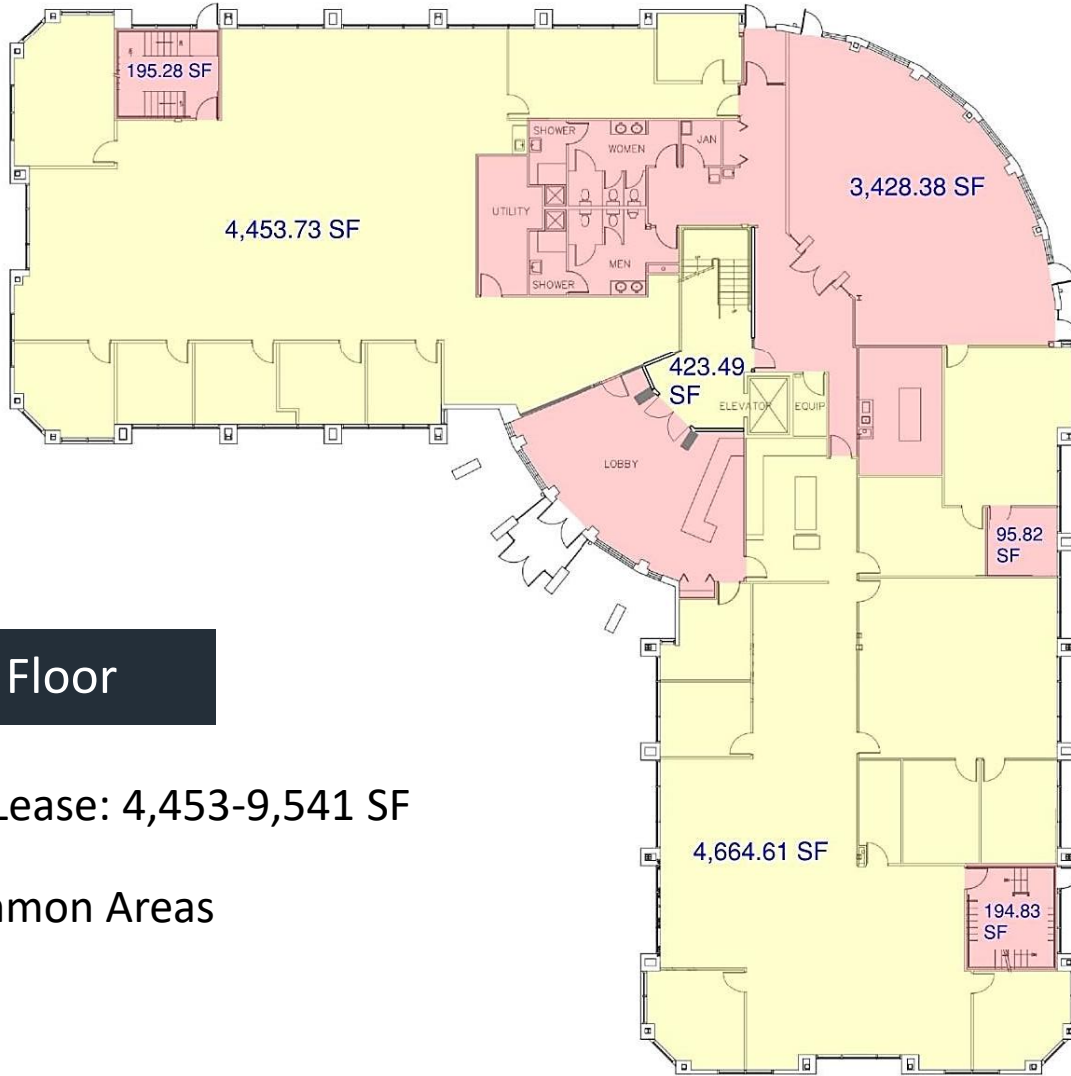 195.28 SF
SHOWER
WOMEN
JAN
3,428.38 SF
UTILITY
4,453.73 SF
MEN
SHOWER
423.49
SF
ELEVATOR
EQUIP
LOBBY
95.82
SF
Floor
Lease: 4,453-9,541 SF
4,664.61 SF
mmon Areas
194.83
SF